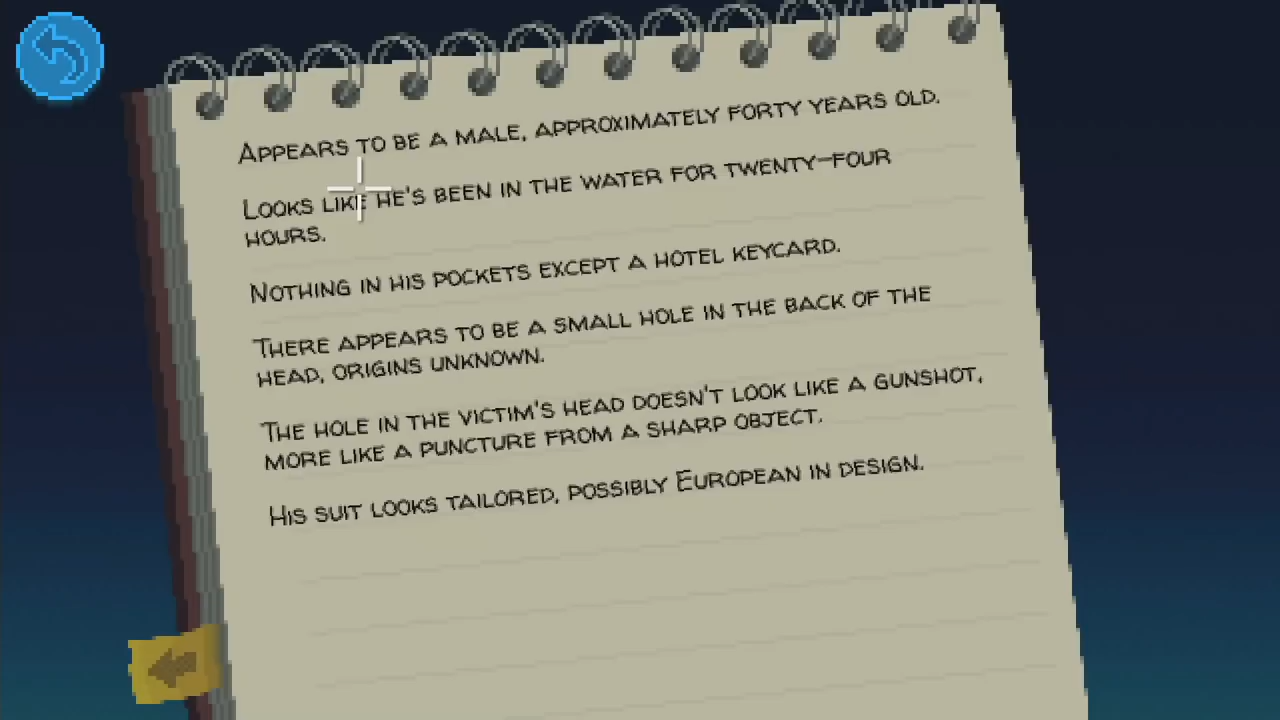 Appears to be a male, approximately forty years old.
Looks like he's been in the water for twenty-four
hours.
Nothing in his pockets except a hotel keycard.
There appears to be a small hole in the back of the
head, origins unknown.
The hole in the victim's head doesn't look like a gunshot,
more like a puncture from a sharp object.
His suit looks tailored, possibly European in design.